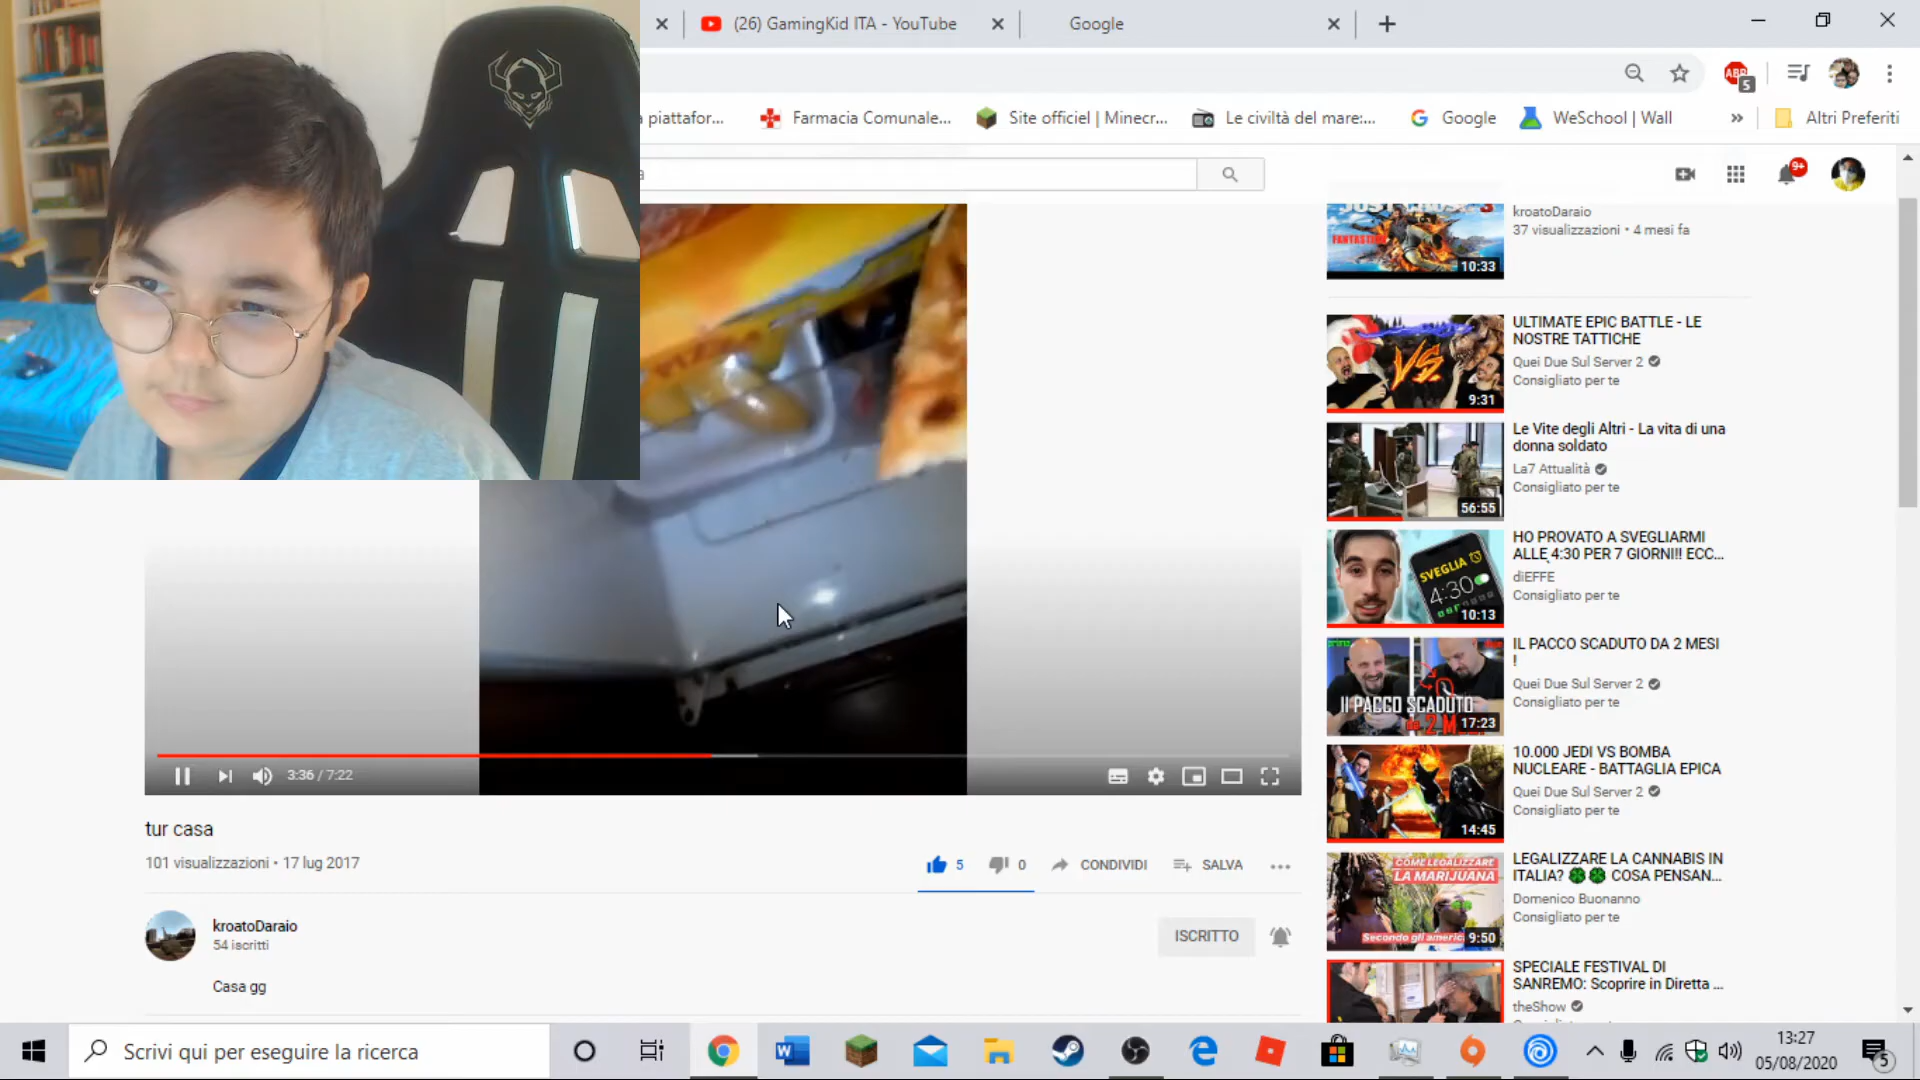 (26) GamingKid ITA - YouTube
Google
ABP
5
a piattafor...
Farmacia Comunale...
Site officiel | Minecr...
Le civiltà del mare:...
Google
WeSchool | Wall
»
Altri Preferiti
9+
kroatoDaraio
37 visualizzazioni • 4 mesi fa
10:33
ULTIMATE EPIC BATTLE - LE
NOSTRE TATTICHE
Quei Due Sul Server 2
Consigliato per te
VS
9:31
Le Vite degli Altri - La vita di una
donna soldato
La7 Attualità
Consigliato per te
56:55
HO PROVATO A SVEGLIARMI
ALLE 4:30 PER 7 GIORNI!! ECC...
diEFFE
Consigliato per te
SVEGLIA
4:30
10:13
IL PACCO SCADUTO DA 2 MESI
!
Quei Due Sul Server 2
Consigliato per te
Il PACCO SCADUTO
17:23
10.000 JEDI VS BOMBA
NUCLEARE - BATTAGLIA EPICA
Quei Due Sul Server 2
Consigliato per te
14:45
LEGALIZZARE LA CANNABIS IN
ITALIA? 🍀🍀 COSA PENSAN...
Domenico Buonanno
Consigliato per te
COME LEGALIZZARE
LA MARIJUANA
Secondo gli americ
9:50
SPECIALE FESTIVAL DI
SANREMO: Scoprire in Diretta ...
theShow
3:36 / 7:22
tur casa
101 visualizzazioni • 17 lug 2017
5
0
CONDIVIDI
SALVA
kroatoDaraio
54 iscritti
ISCRITTO
Casa gg
Scrivi qui per eseguire la ricerca
13:27
05/08/2020
5